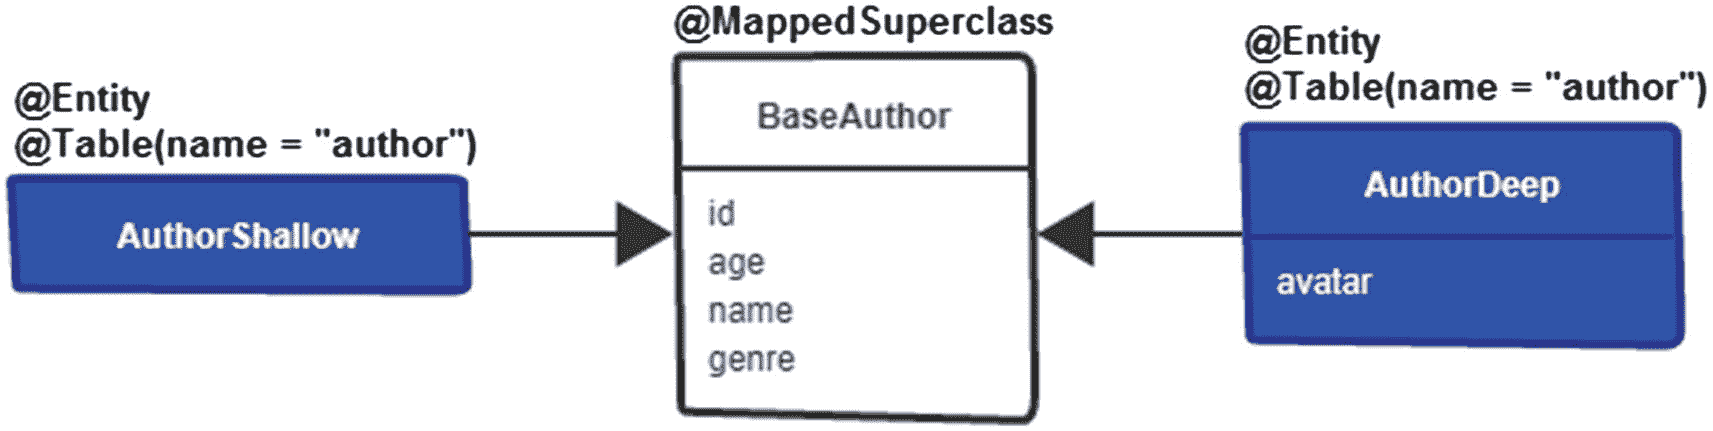 @Entity
@Table(name = "author")
AuthorShallow
@MappedSuperclass
BaseAuthor
id
age
name
genre
@Entity
@Table(name = "author")
AuthorDeep
avatar